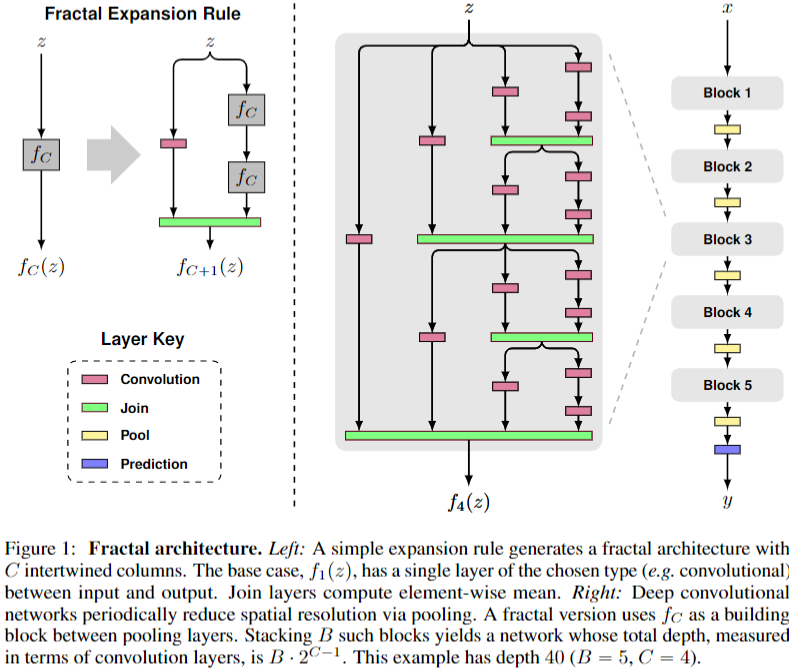 Fractal Expansion Rule
z
f_C
f_C(z)
z
f_C
f_C
f_{C+1}(z)
Layer Key
Convolution
Join
Pool
Prediction
z
f_4(z)
x
Block 1
Block 2
Block 3
Block 4
Block 5
y
Figure 1: Fractal architecture. Left: A simple expansion rule generates a fractal architecture with
C intertwined columns. The base case, f_1(z), has a single layer of the chosen type (e.g. convolutional)
between input and output. Join layers compute element-wise mean. Right: Deep convolutional
networks periodically reduce spatial resolution via pooling. A fractal version uses f_C as a building
block between pooling layers. Stacking B such blocks yields a network whose total depth, measured
in terms of convolution layers, is B · 2^{C−1}. This example has depth 40 (B = 5, C = 4).